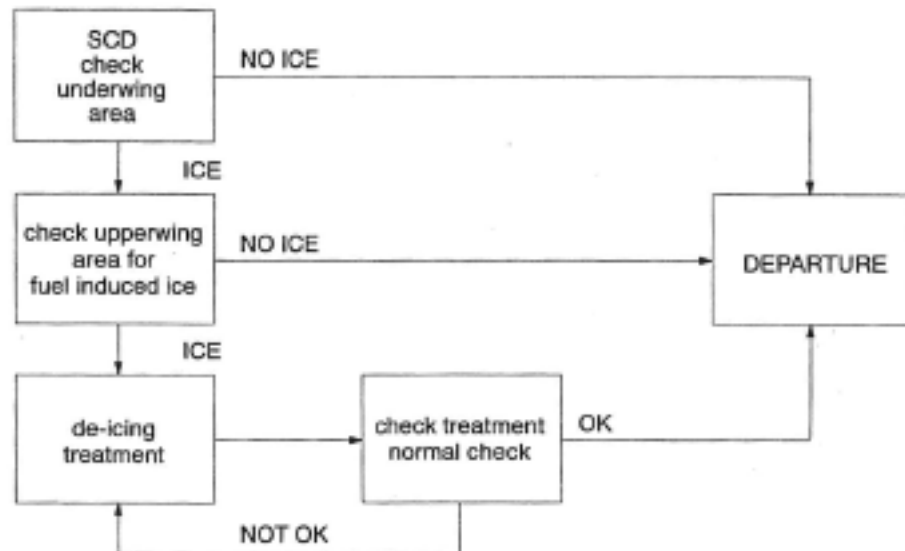 SCD
check
underwing
area
NO ICE
ICE
check upperwing
area for
fuel induced ice
NO ICE
DEPARTURE
ICE
de-icing
treatment
check treatment
normal check
OK
NOT OK